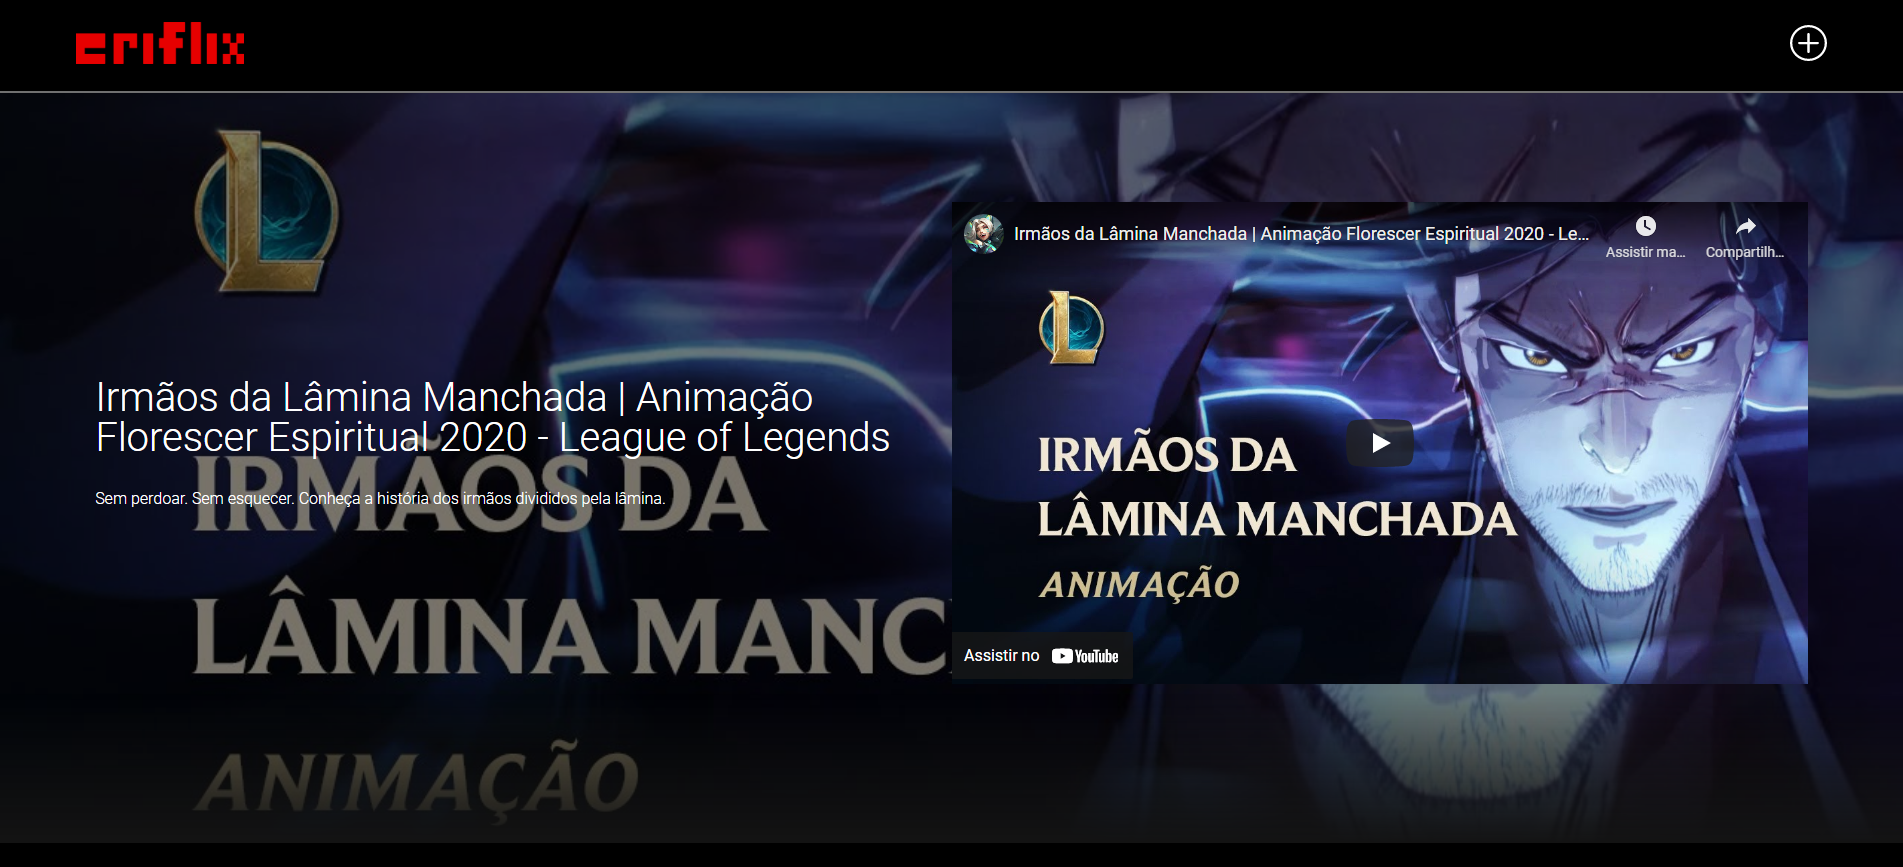 criflix
Irmãos da Lâmina Manchada | Animação
Florescer Espiritual 2020 - League of Legends
Sem perdoar. Sem esquecer. Conheça a história dos irmãos divididos pela lâmina.
IRMÃOS DA
LÂMINA MANC
ANIMAÇÃO
Irmãos da Lâmina Manchada | Animação Florescer Espiritual 2020 - Le...
Assistir ma...
Compartilh...
IRMÃOS DA
LÂMINA MANCHADA
ANIMAÇÃO
Assistir no YouTube